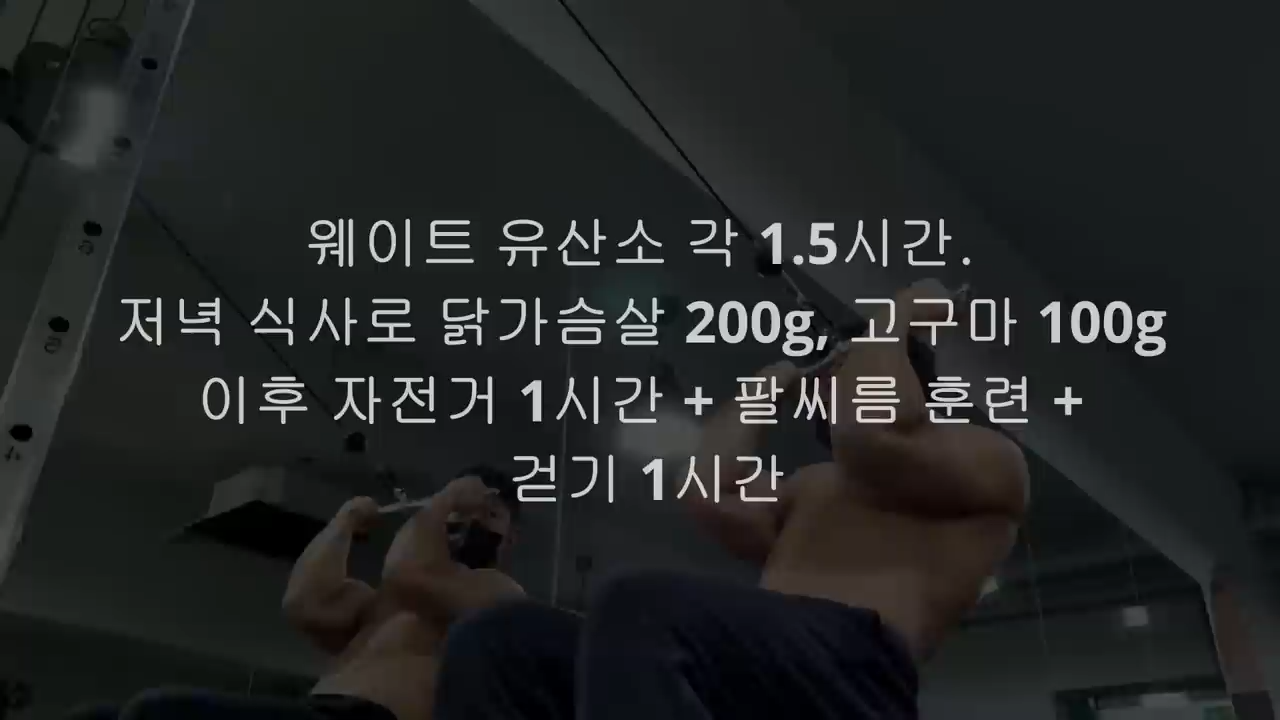 웨이트 유산소 각 1.5시간.
저녁 식사로 닭가슴살 200g, 고구마 100g
이후 자전거 1시간 + 팔씨름 훈련 +
걷기 1시간